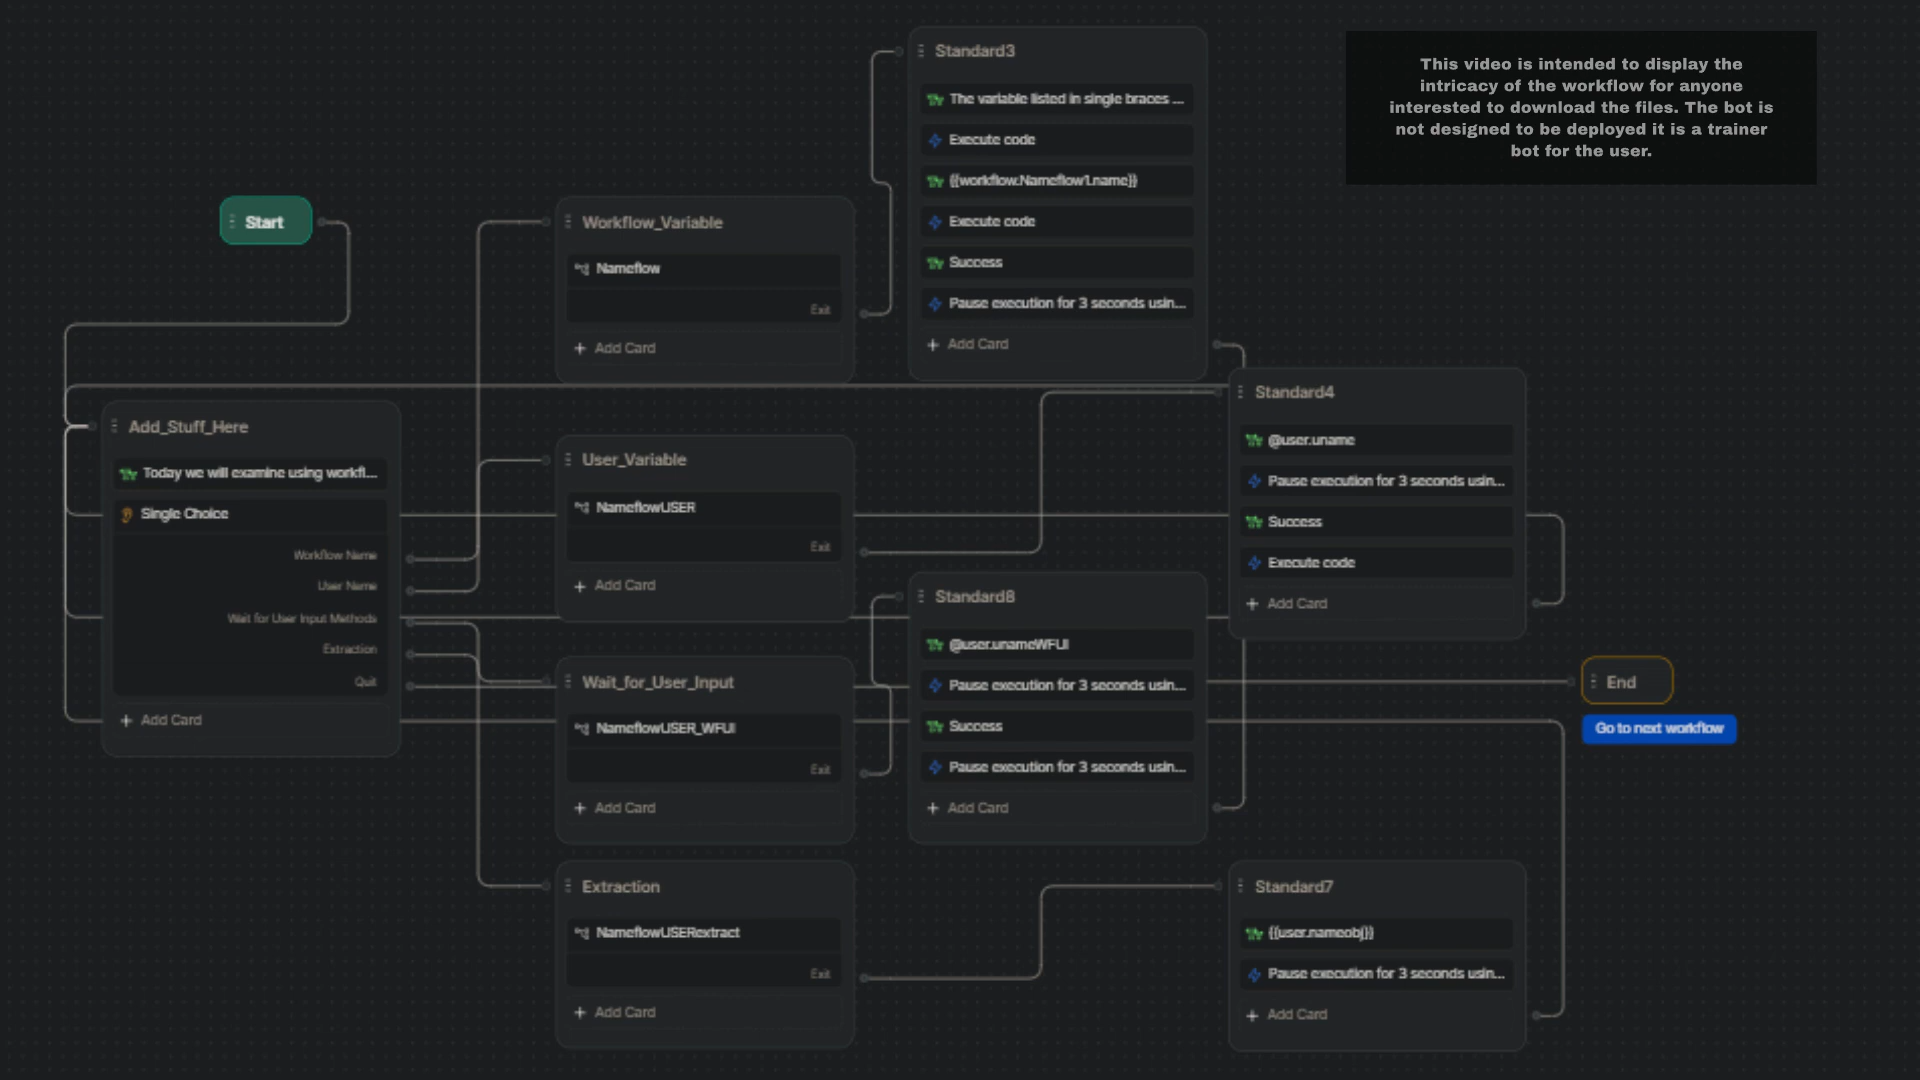 This video is intended to display the
intricacy of the workflow for anyone
interested to download the files. The bot is
not designed to be deployed it is a trainer
bot for the user.
Start
Add_Stuff_Here
Today we will examine using workfl...
Single Choice
Workflow Name
User Name
Wait for User Input Methods
Extraction
Quit
Add Card
Workflow_Variable
Nameflow
Exit
Add Card
User_Variable
NameflowUSER
Exit
Add Card
Wait_for_User_Input
NameflowUSER_WFUI
Exit
Add Card
Extraction
NameflowUSERextract
Exit
Add Card
Standard3
The variable listed in single braces ...
Execute code
{{workflow.Nameflow1.name}}
Execute code
Success
Pause execution for 3 seconds usin...
Add Card
Standard8
@user.unameWFUI
Pause execution for 3 seconds usin...
Success
Pause execution for 3 seconds usin...
Add Card
Standard4
@user.uname
Pause execution for 3 seconds usin...
Success
Execute code
Add Card
Standard7
{{user.nameobj}}
Pause execution for 3 seconds usin...
Add Card
End
Go to next workflow